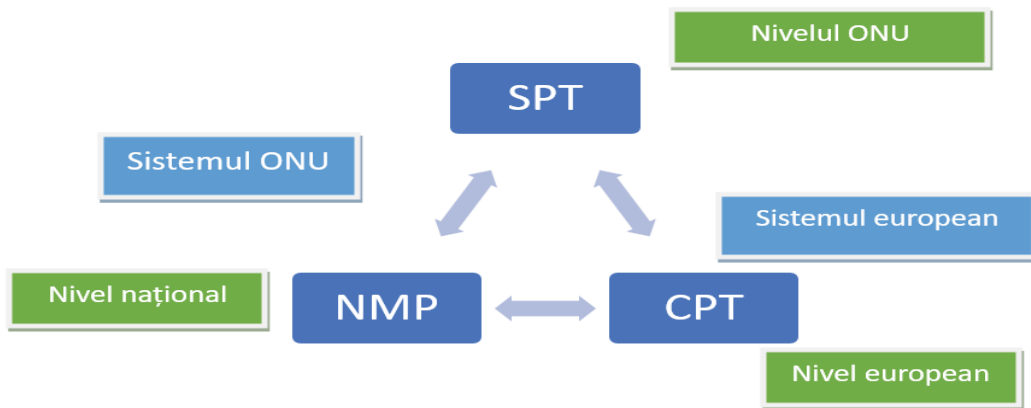 Nivelul ONU
SPT
Sistemul ONU
Sistemul european
Nivel național
NMP
CPT
Nivel european